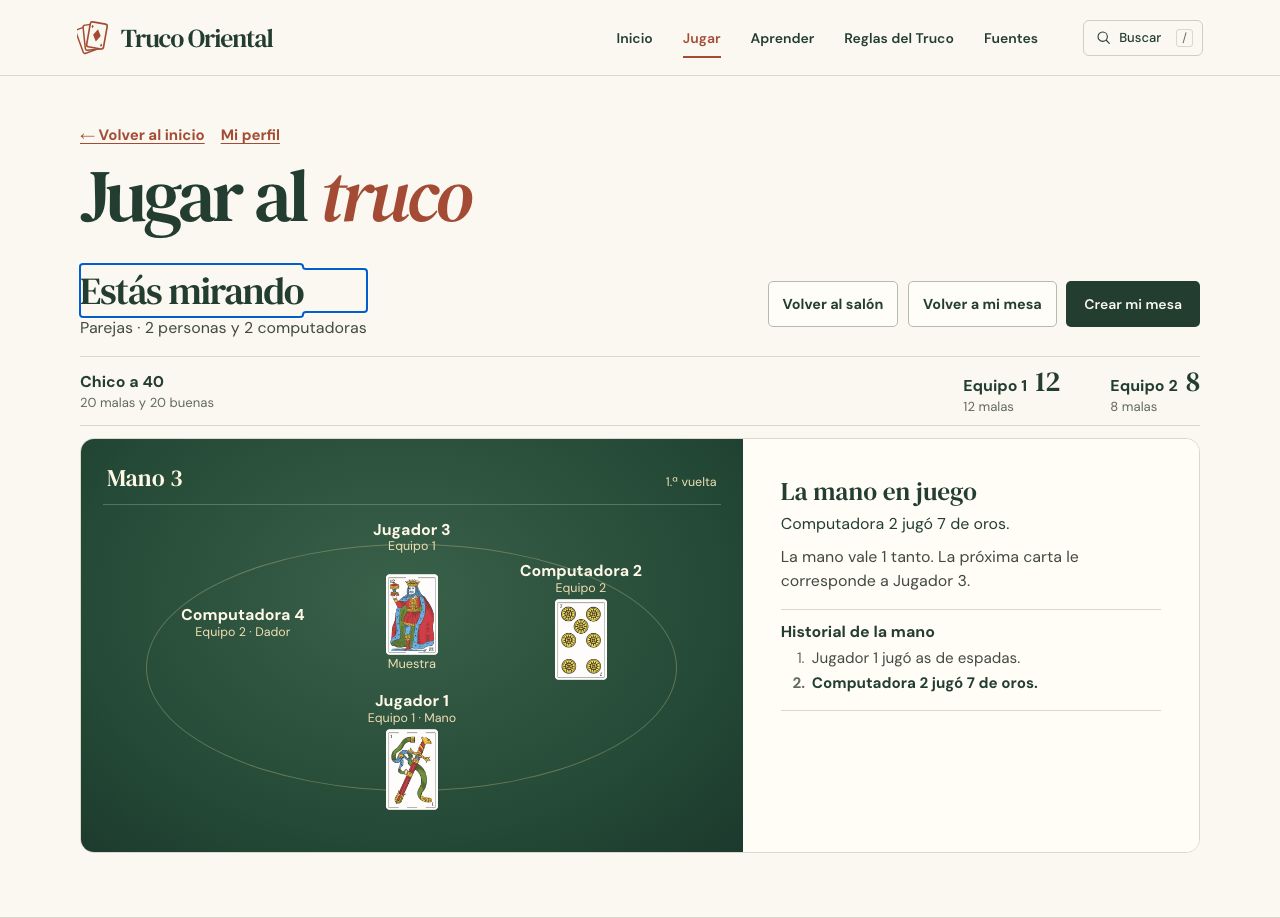 Truco Oriental
Inicio
Jugar
Aprender
Reglas del Truco
Fuentes
Buscar /
← Volver al inicio
Mi perfil
Jugar al truco
Estás mirando
Parejas · 2 personas y 2 computadoras
Volver al salón
Volver a mi mesa
Crear mi mesa
Chico a 40
20 malas y 20 buenas
Equipo 1 12
12 malas
Equipo 2 8
8 malas
Mano 3
1.ª vuelta
Jugador 3
Equipo 1
Computadora 2
Equipo 2
Computadora 4
Equipo 2 · Dador
Muestra
Jugador 1
Equipo 1 · Mano
La mano en juego
Computadora 2 jugó 7 de oros.
La mano vale 1 tanto. La próxima carta le
corresponde a Jugador 3.
Historial de la mano
1. Jugador 1 jugó as de espadas.
2. Computadora 2 jugó 7 de oros.